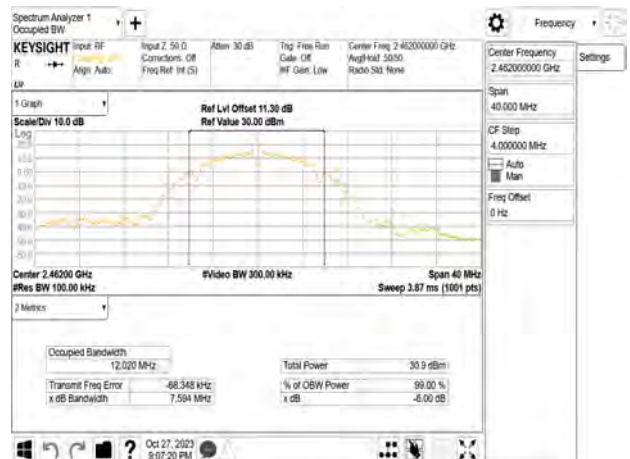 Spectrum Analyzer 1
Occupied BW
Frequency
KEYSIGHT
R
Input: RF
Align: Auto
Input Z: 50 Ω
Corrections: Off
Freq Ref: Int (S)
Atten: 30 dB
Trig: Free Run
Gate: Off
#IF Gain: Low
Center Freq: 2.462000000 GHz
Avg|Hold: 50/50
Radio Std: None
Center Frequency
2.462000000 GHz
Settings
Span
40.000 MHz
CF Step
4.000000 MHz
Auto
Man
Freq Offset
0 Hz
1 Graph
Scale/Div 10.0 dB
Ref Lvl Offset 11.30 dB
Ref Value 30.00 dBm
Log
Center 2.46200 GHz
#Video BW 300.00 kHz
Span 40 MHz
#Res BW 100.00 kHz
Sweep 3.87 ms (1001 pts)
2 Metrics
Occupied Bandwidth
12.020 MHz
Total Power
30.9 dBm
Transmit Freq Error
-68.348 kHz
% of OBW Power
99.00 %
x dB Bandwidth
7.594 MHz
x dB
-6.00 dB
Oct 27, 2023
9:07:20 PM